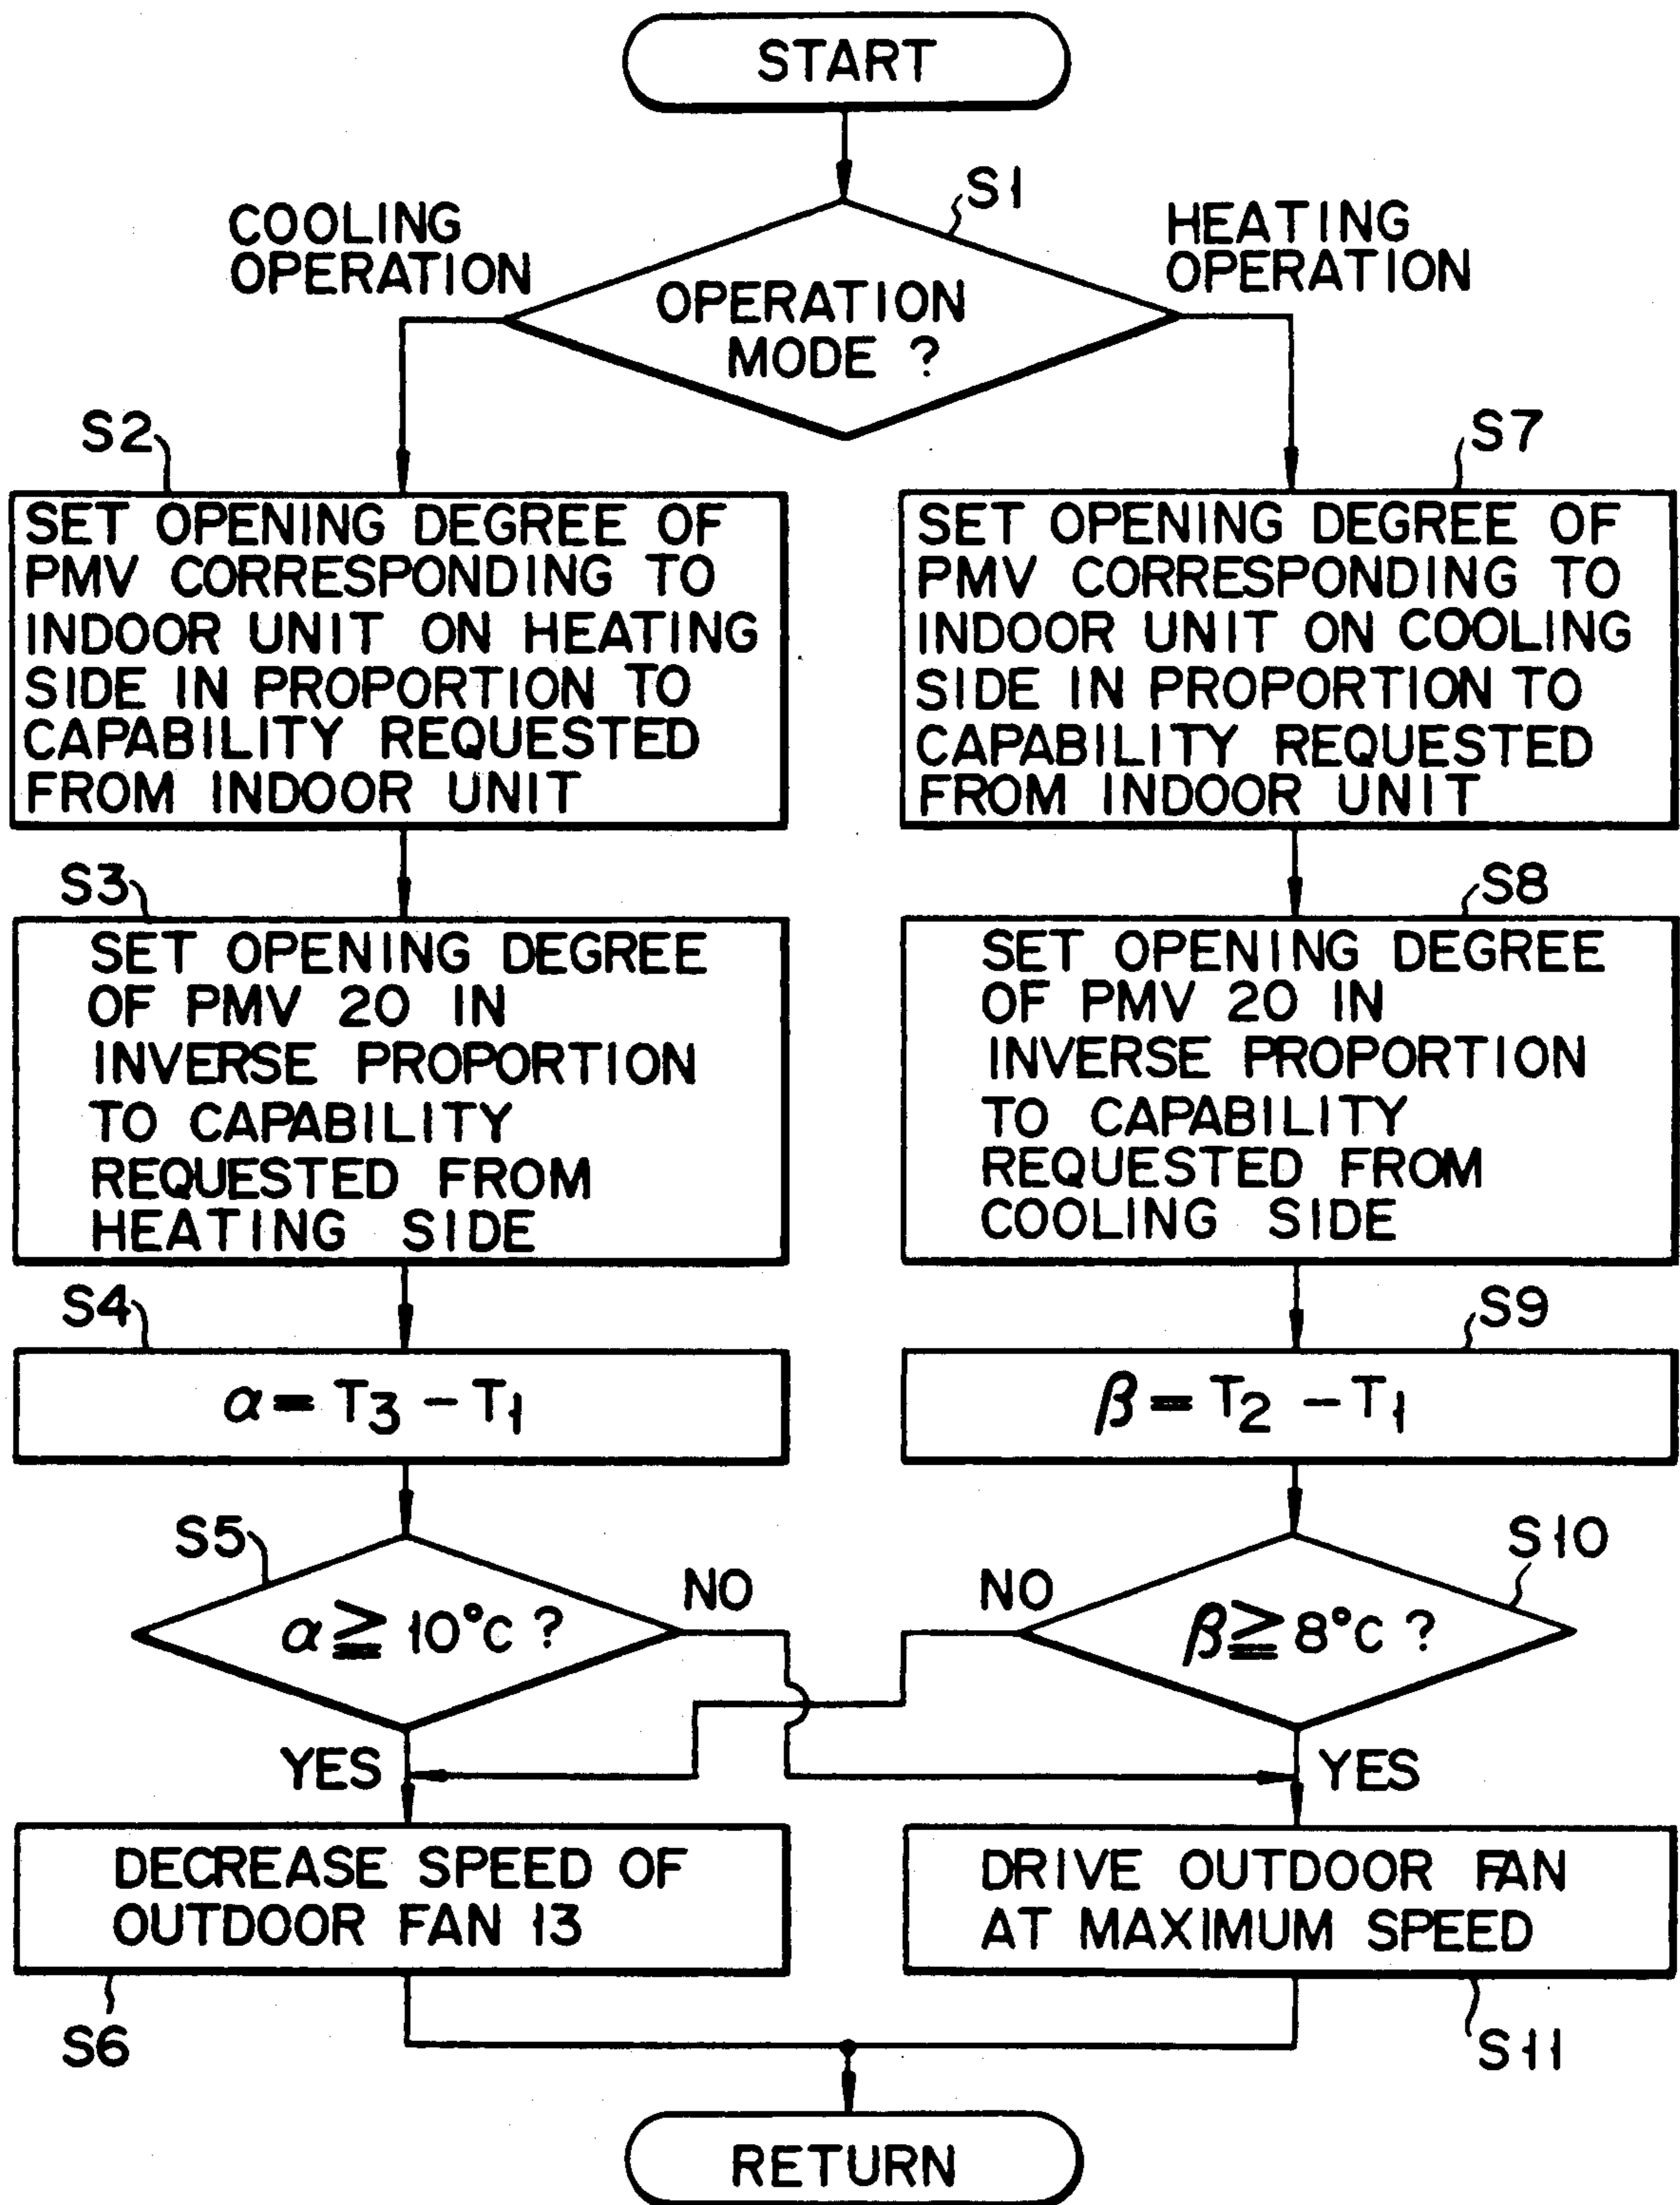 START
S1
COOLING
OPERATION
HEATING
OPERATION
OPERATION
MODE ?
S2
SET OPENING DEGREE OF
PMV CORRESPONDING TO
INDOOR UNIT ON HEATING
SIDE IN PROPORTION TO
CAPABILITY REQUESTED
FROM INDOOR UNIT
S7
SET OPENING DEGREE OF
PMV CORRESPONDING TO
INDOOR UNIT ON COOLING
SIDE IN PROPORTION TO
CAPABILITY REQUESTED
FROM INDOOR UNIT
S3
SET OPENING DEGREE
OF PMV 20 IN
INVERSE PROPORTION
TO CAPABILITY
REQUESTED FROM
HEATING SIDE
S8
SET OPENING DEGREE
OF PMV 20 IN
INVERSE PROPORTION
TO CAPABILITY
REQUESTED FROM
COOLING SIDE
S4
α = T3 - T1
S9
β = T2 - T1
S5
α ≧ 10°C ?
NO
YES
S10
β ≧ 8°C ?
NO
YES
DECREASE SPEED OF
OUTDOOR FAN 13
S6
DRIVE OUTDOOR FAN
AT MAXIMUM SPEED
S11
RETURN